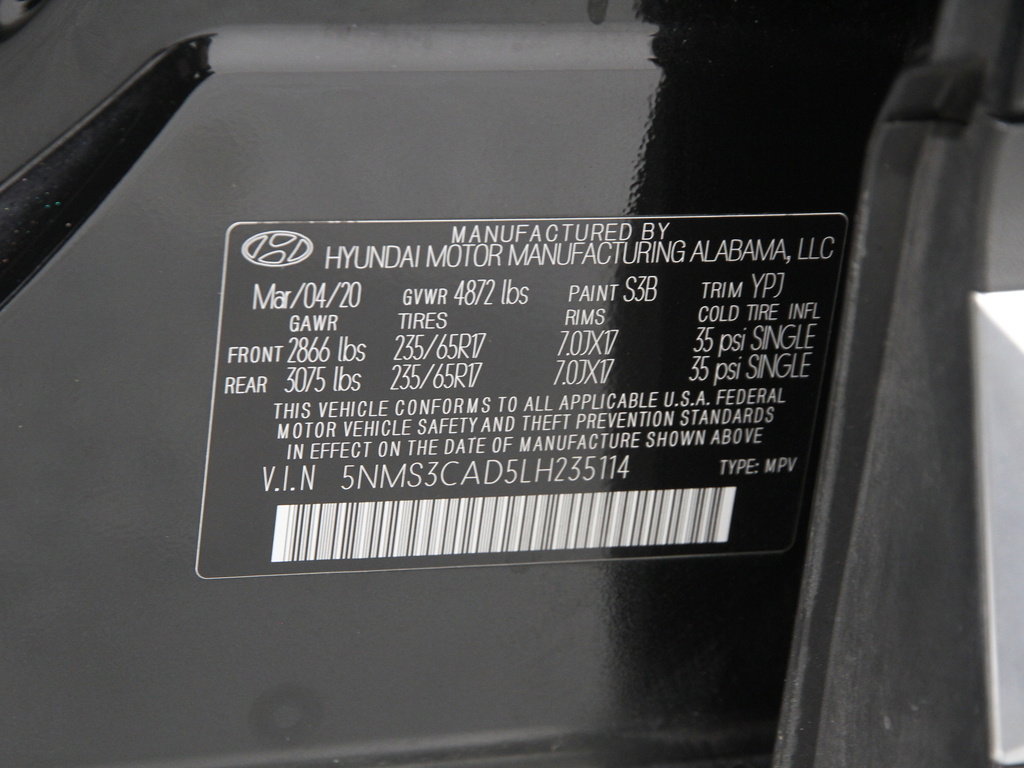 MANUFACTURED BY
HYUNDAI MOTOR MANUFACTURING ALABAMA, LLC
Mar/04/20 GVWR 4872 lbs PAINT S3B TRIM YPJ
GAWR TIRES RIMS COLD TIRE INFL
FRONT 2866 lbs 235/65R17 7.0JX17 35 psi SINGLE
REAR 3075 lbs 235/65R17 7.0JX17 35 psi SINGLE
THIS VEHICLE CONFORMS TO ALL APPLICABLE U.S.A. FEDERAL
MOTOR VEHICLE SAFETY AND THEFT PREVENTION STANDARDS
IN EFFECT ON THE DATE OF MANUFACTURE SHOWN ABOVE
V.I.N 5NMS3CAD5LH235114 TYPE: MPV